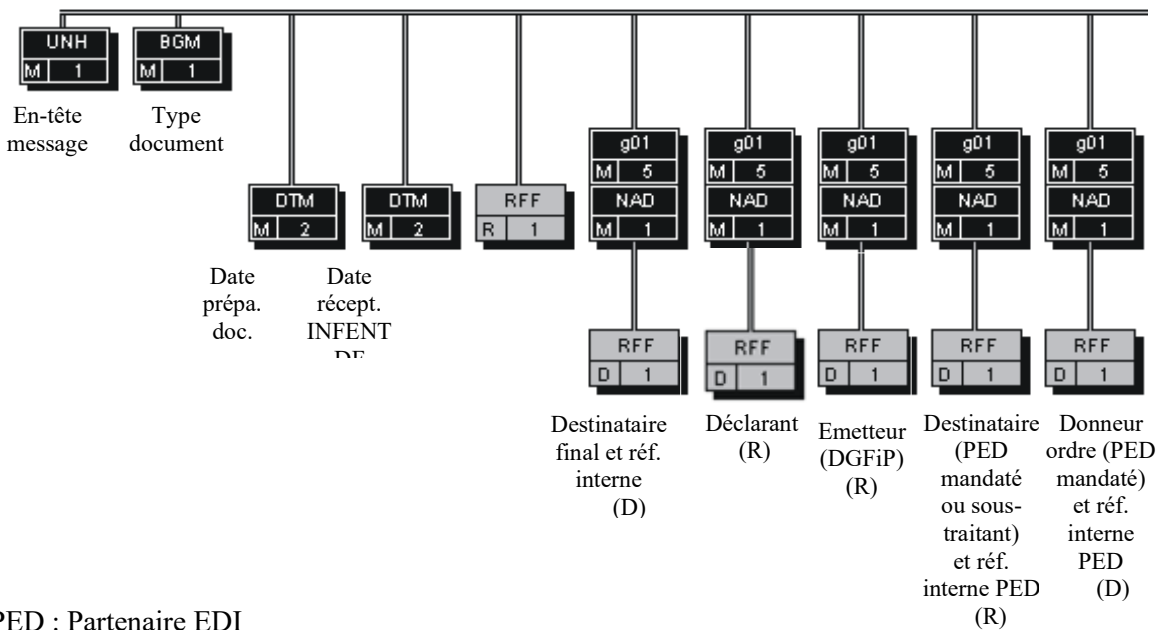 UNH
M 1
BGM
M 1
En-tête
message
Type
document
DTM
M 2
DTM
M 2
RFF
R 1
g01
M 5
NAD
M 1
g01
M 5
NAD
M 1
g01
M 5
NAD
M 1
g01
M 5
NAD
M 1
g01
M 5
NAD
M 1
Date
prépa.
doc.
Date
récept.
INFENT
DF
RFF
D 1
RFF
D 1
RFF
D 1
RFF
D 1
RFF
D 1
Destinataire
final et réf.
interne
(D)
Déclarant
(R)
Emetteur
(DGFiP)
(R)
Destinataire
(PED
mandaté
ou sous-
traitant)
et réf.
interne PED
(R)
Donneur
ordre (PED
mandaté)
et réf.
interne
PED
(D)
PED : Partenaire EDI